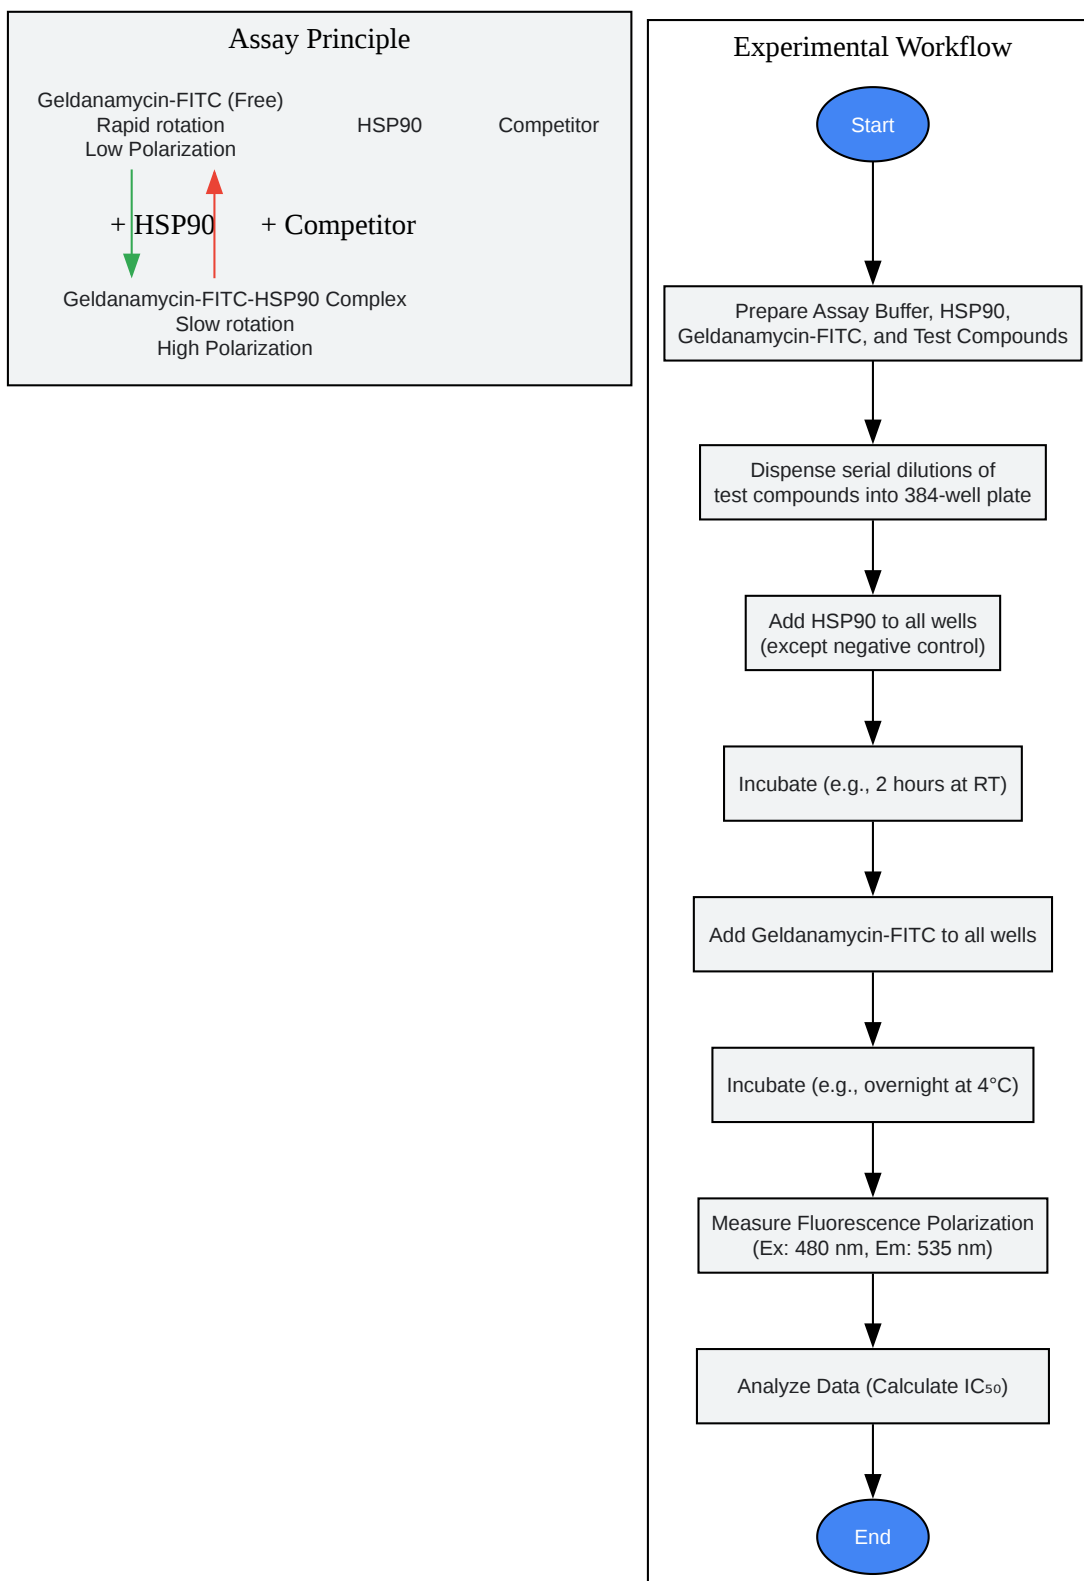 Assay Principle
Geldanamycin-FITC (Free)
Rapid rotation
Low Polarization
HSP90
Competitor
+ HSP90
+ Competitor
Geldanamycin-FITC-HSP90 Complex
Slow rotation
High Polarization
Experimental Workflow
Start
Prepare Assay Buffer, HSP90,
Geldanamycin-FITC, and Test Compounds
Dispense serial dilutions of
test compounds into 384-well plate
Add HSP90 to all wells
(except negative control)
Incubate (e.g., 2 hours at RT)
Add Geldanamycin-FITC to all wells
Incubate (e.g., overnight at 4°C)
Measure Fluorescence Polarization
(Ex: 480 nm, Em: 535 nm)
Analyze Data (Calculate IC₅₀)
End